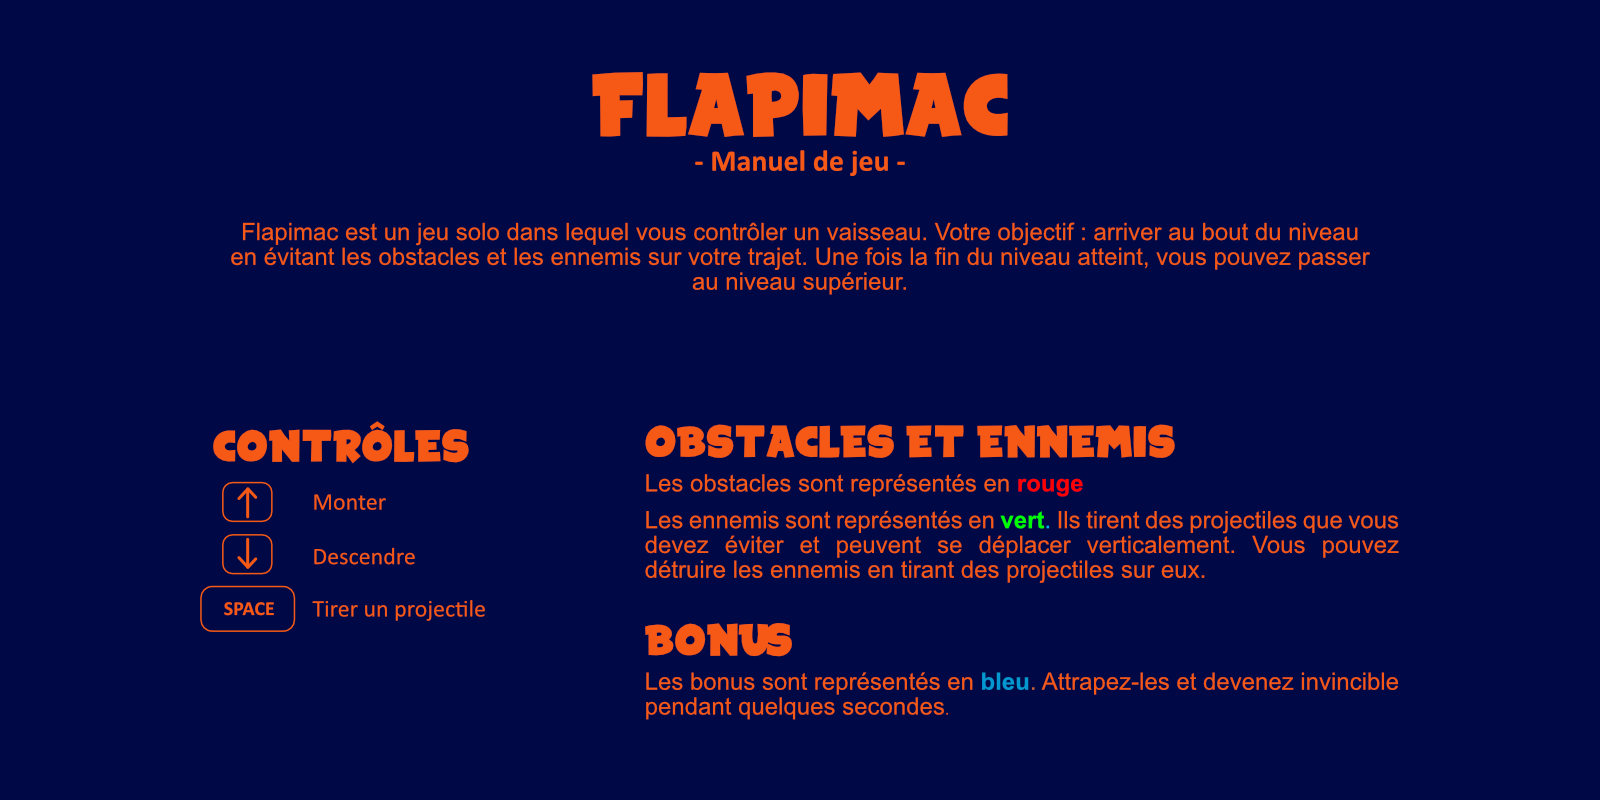 FLAPIMAC
- Manuel de jeu -
Flapimac est un jeu solo dans lequel vous contrôler un vaisseau. Votre objectif : arriver au bout du niveau
en évitant les obstacles et les ennemis sur votre trajet. Une fois la fin du niveau atteint, vous pouvez passer
au niveau supérieur.
CONTRÔLES
Monter
Descendre
SPACE Tirer un projectile
OBSTACLES ET ENNEMIS
Les obstacles sont représentés en rouge
Les ennemis sont représentés en vert. Ils tirent des projectiles que vous
devez éviter et peuvent se déplacer verticalement. Vous pouvez
détruire les ennemis en tirant des projectiles sur eux.
BONUS
Les bonus sont représentés en bleu. Attrapez-les et devenez invincible
pendant quelques secondes.